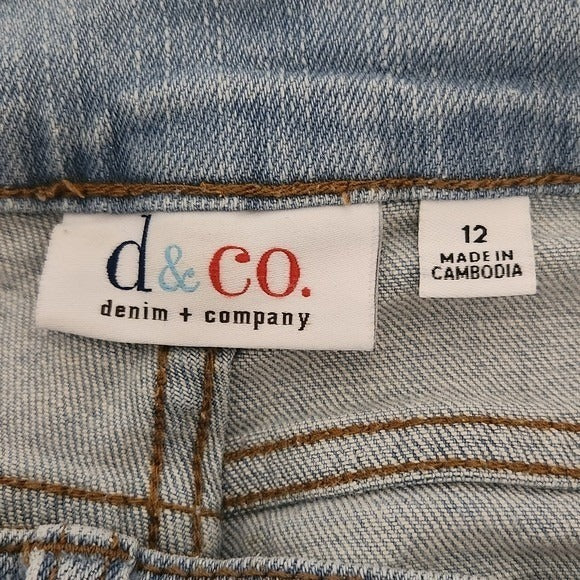 d&co.
denim + company
12
MADE IN
CAMBODIA